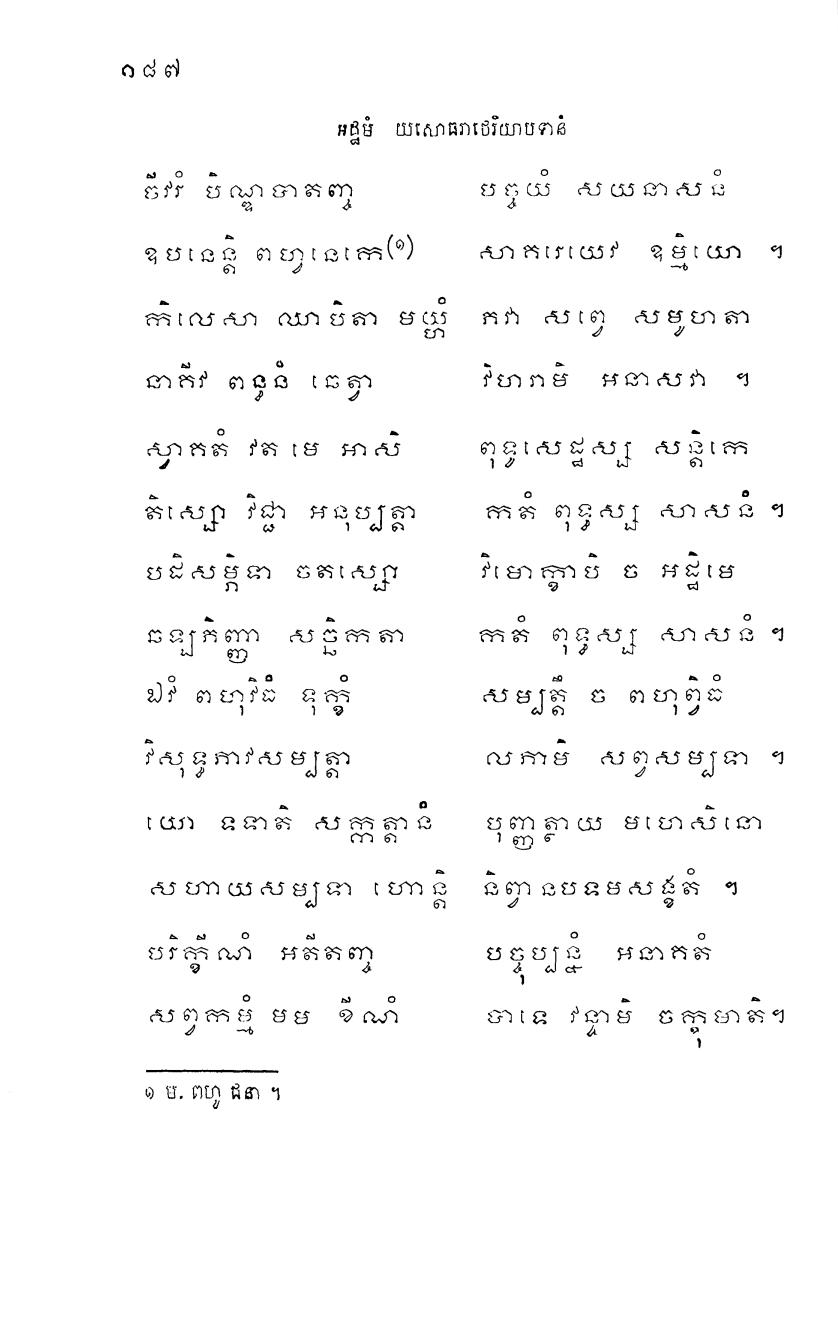 ១៨៧
អដ្ឋមំ យសោធរាថេរិយាបទានំ
ចីវរំ បិណ្ឌបាតញ្ច បច្ចយំ សយនាសនំ
ឧបនេន្តិ ពហ្វនេកេ(១) សាគរេយេវ ឧម្មិយោ ។
កិលេសា ឈាបិតា មយ្ហំ ភវា សព្វេ សមូហតា
នាគីវ ពន្ធនំ ឆេត្វា វិហរាមិ អនាសវា ។
ស្វាគតំ វត មេ អាសិ ពុទ្ធសេដ្ឋស្ស សន្តិកេ
តិស្សោ វិជ្ជា អនុប្បត្តា កតំ ពុទ្ធស្ស សាសនំ ។
បដិសម្ភិទា ចតស្សោ វិមោក្ខាបិ ច អដ្ឋិមេ
ឆឡភិញ្ញា សច្ឆិកតា កតំ ពុទ្ធស្ស សាសនំ ។
ឯវំ ពហុវិធំ ទុក្ខំ សម្បត្តី ច ពហុព្វិធំ
វិសុទ្ធភាវសម្បត្តា លភាមិ សព្វសម្បទា ។
យោ ទទាតិ សក្កត្តានំ បុញ្ញត្ថាយ មហេសិនោ
សហាយសម្បទា ហោន្តិ និព្វានបទមសង្ខតំ ។
បរិក្ខីណំ អតីតញ្ច បច្ចុប្បន្នំ អនាគតំ
សព្វកម្មំ មម ខីណំ បាទេ វន្ទាមិ ចក្ខុមាតិ។
១ ម. ពហូ ជនា ។